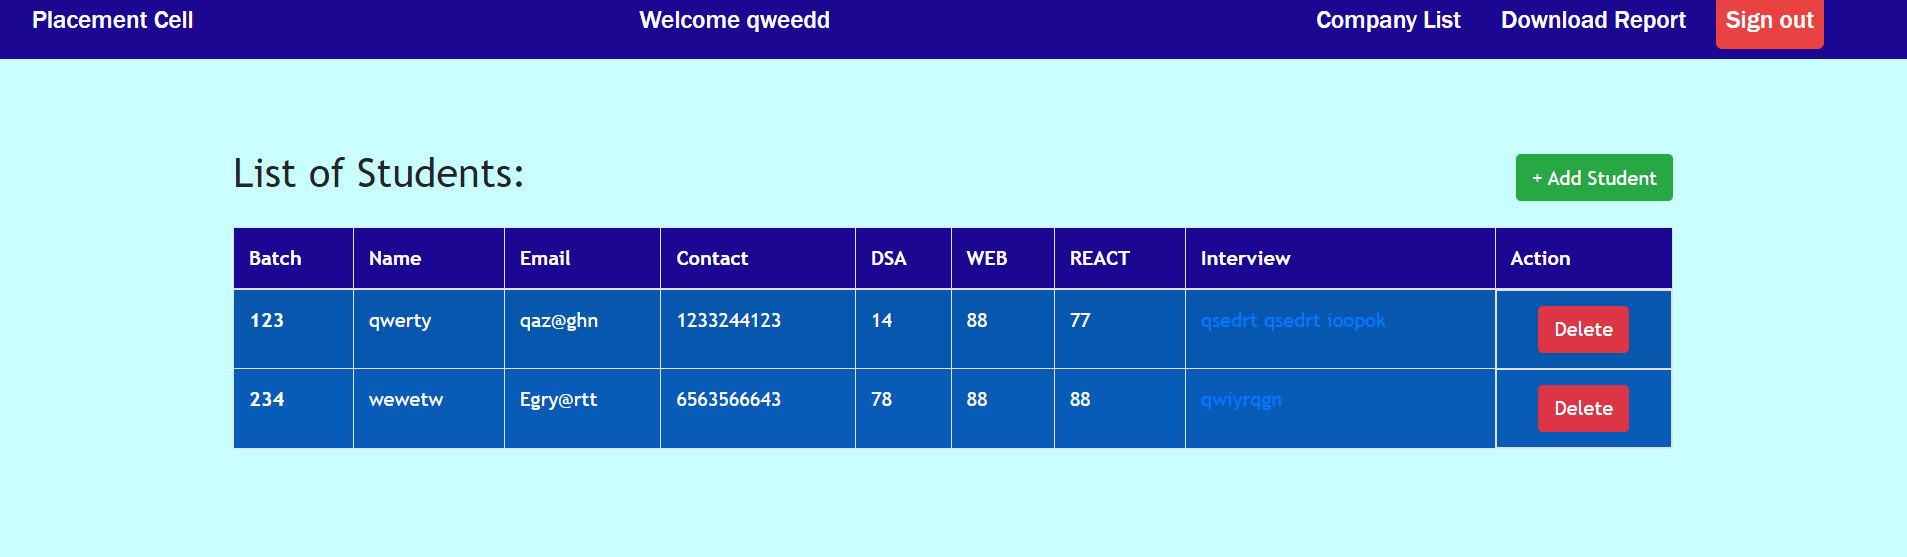 Placement Cell Welcome qweedd Company List Download Report Sign out
List of Students: + Add Student
Batch Name Email Contact DSA WEB REACT Interview Action
123 qwerty qaz@ghn 1233244123 14 88 77 qsedrt qsedrt ioopok Delete
234 wewetw Egry@rtt 6563566643 78 88 88 qwiyrqgn Delete